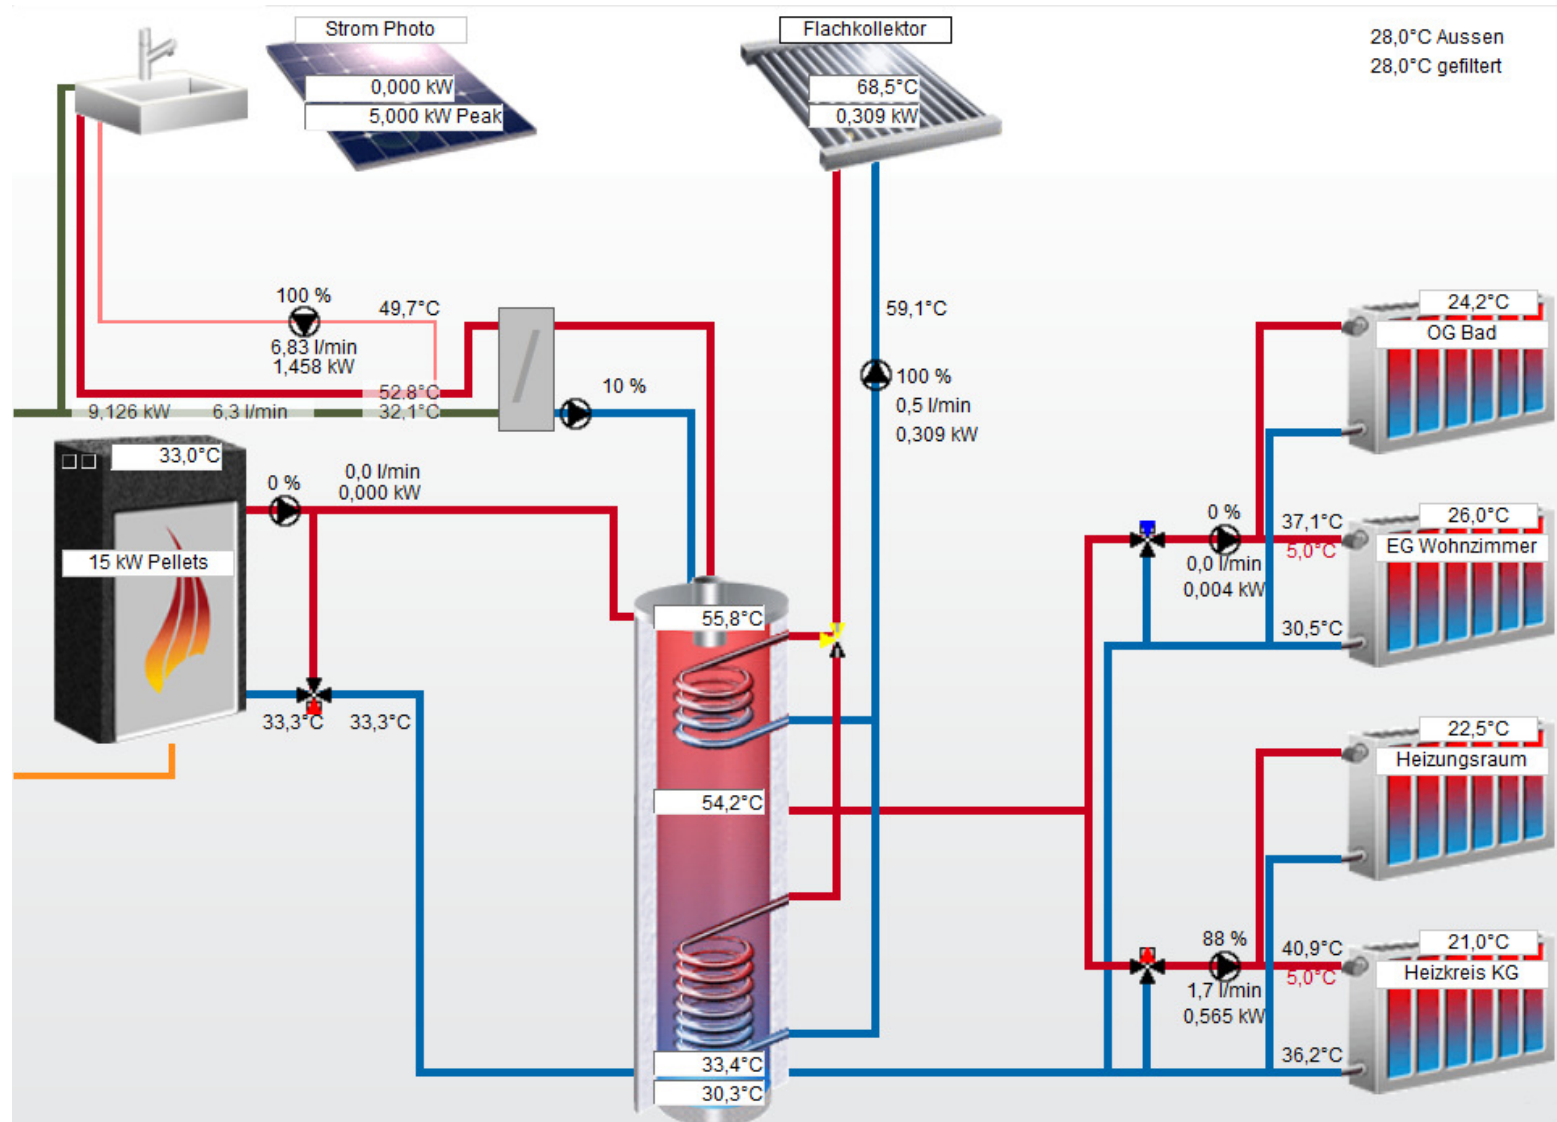 Strom Photo
0,000 kW
5,000 kW Peak
Flachkollektor
68,5°C
0,309 kW
28,0°C Aussen
28,0°C gefiltert
100 %
49,7°C
6,83 l/min
1,458 kW
52,8°C
9,126 kW 6,3 l/min 32,1°C
10 %
59,1°C
100 %
0,5 l/min
0,309 kW
24,2°C
OG Bad
33,0°C
0 %
0,0 l/min
0,000 kW
15 kW Pellets
33,3°C 33,3°C
0 %
0,0 l/min
0,004 kW
37,1°C
5,0°C
26,0°C
EG Wohnzimmer
30,5°C
55,8°C
54,2°C
33,4°C
30,3°C
22,5°C
Heizungsraum
88 %
1,7 l/min
0,565 kW
40,9°C
5,0°C
21,0°C
Heizkreis KG
36,2°C